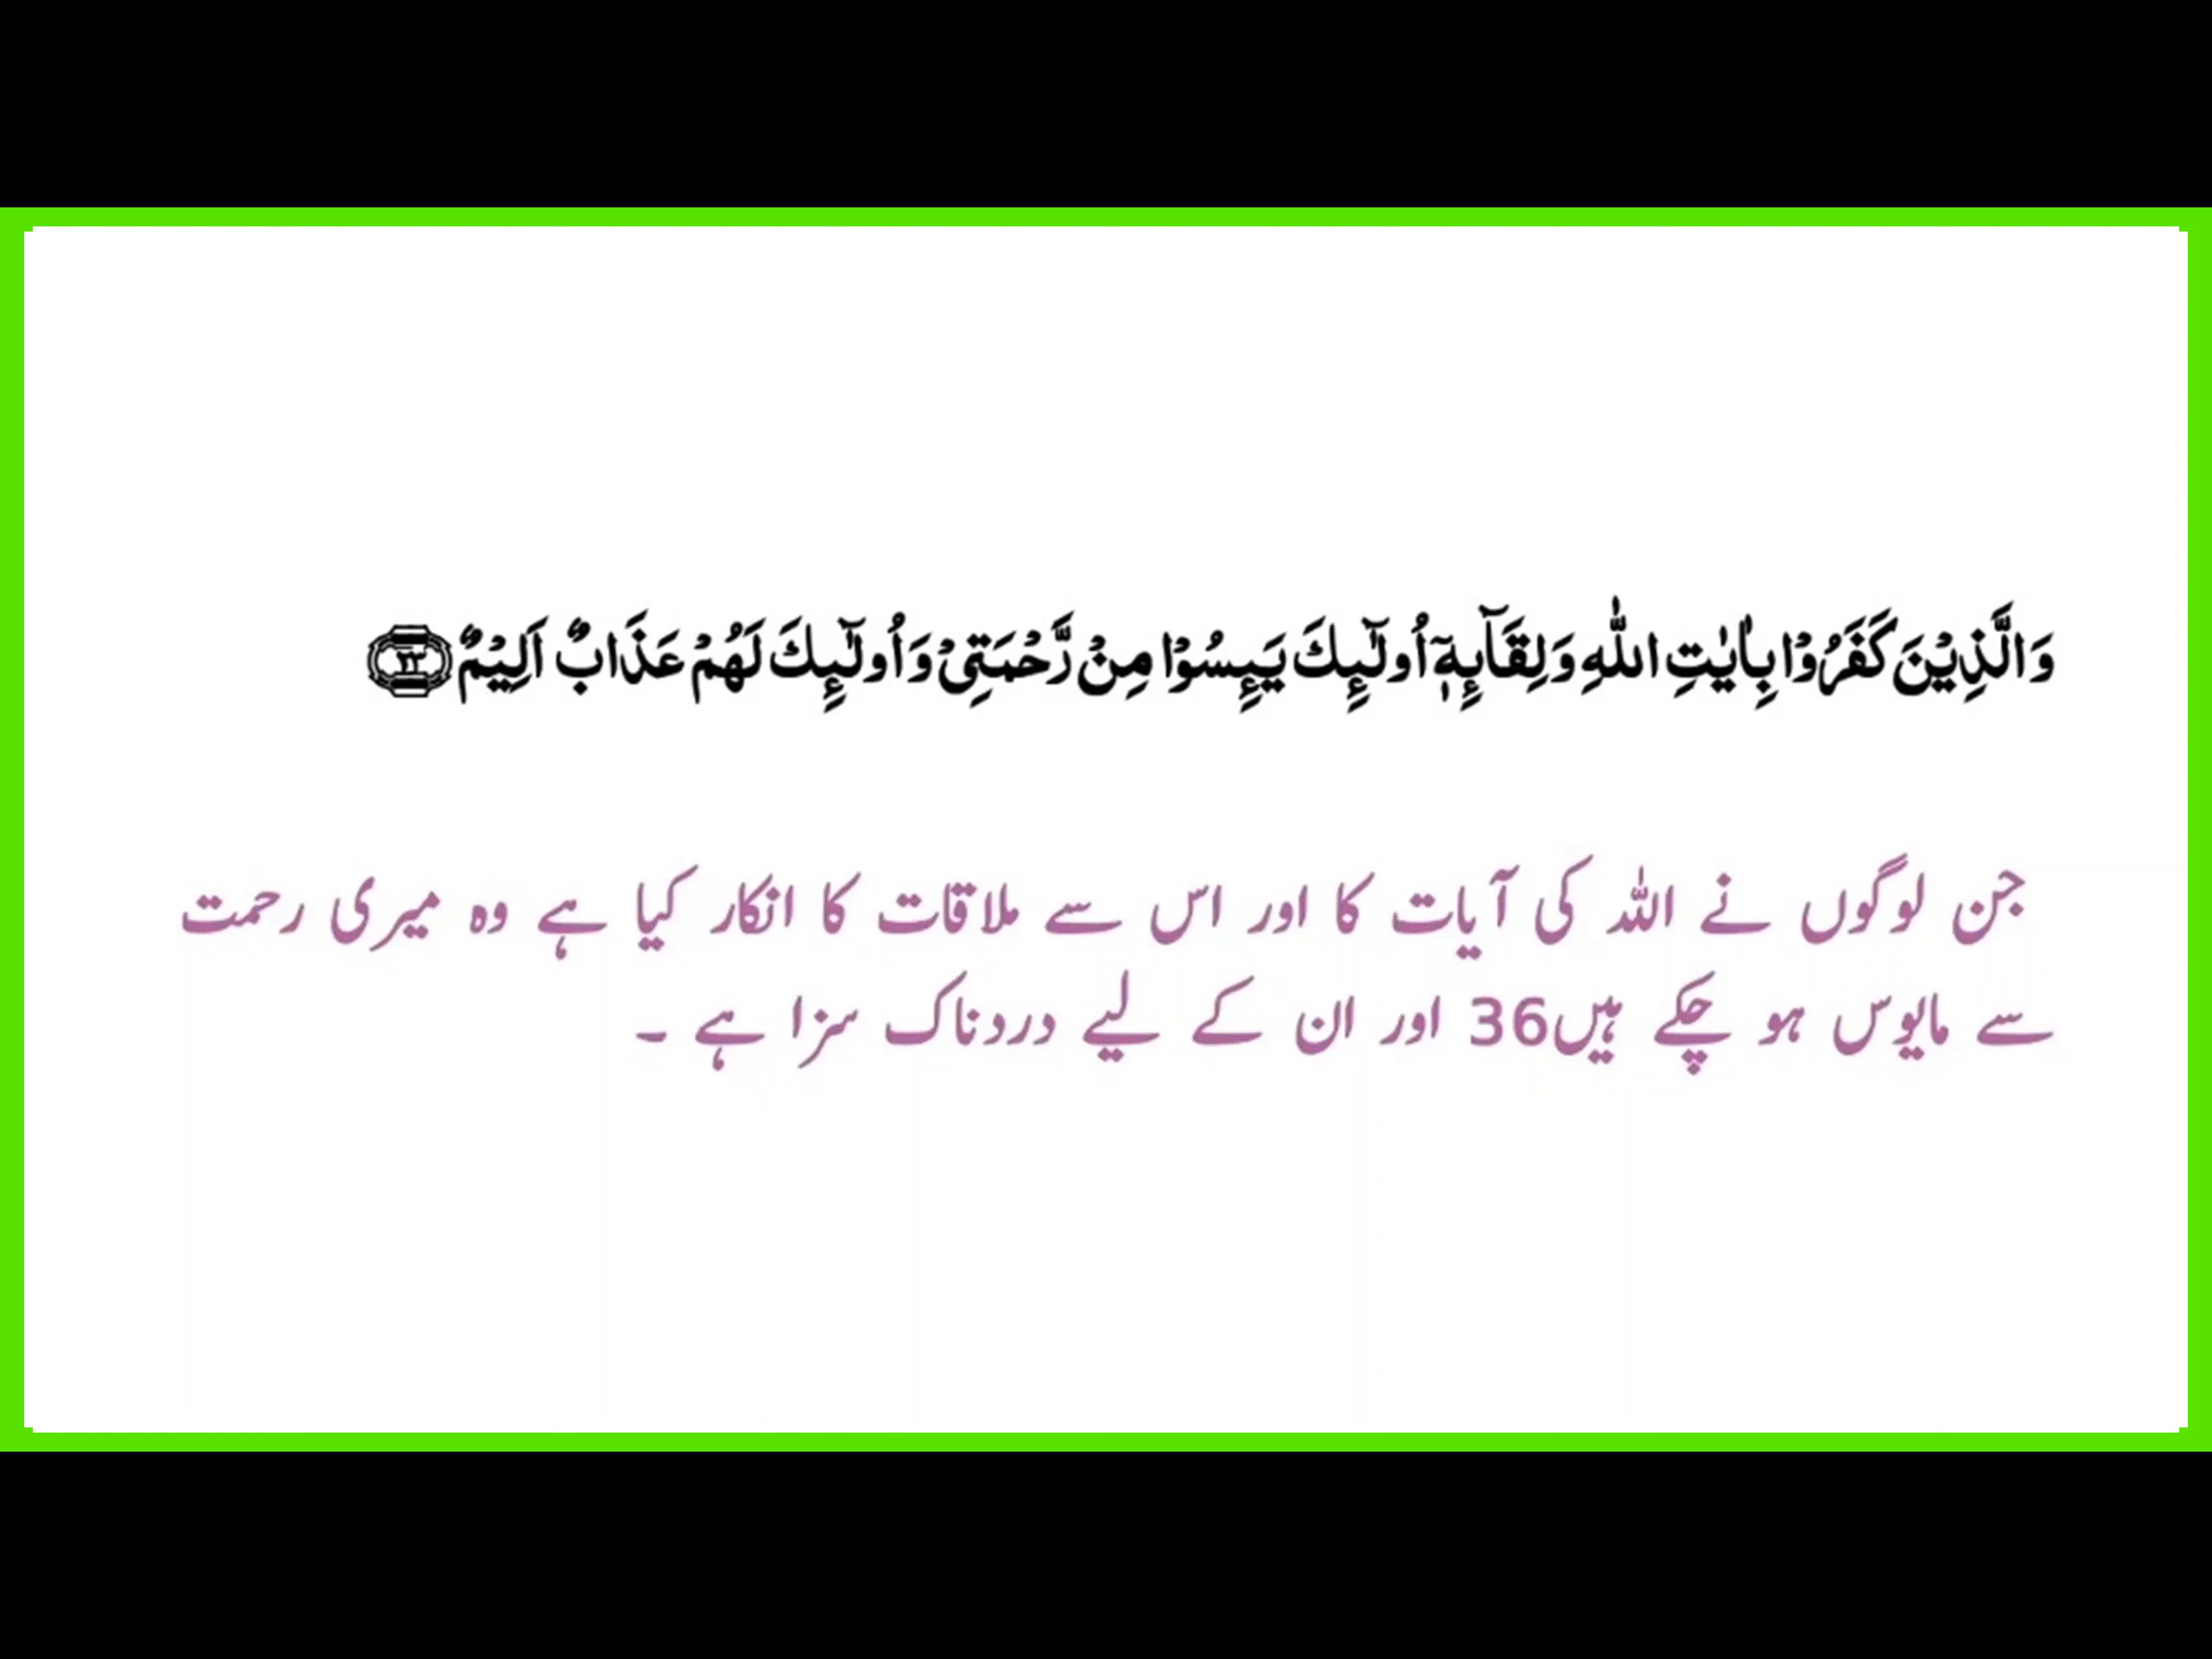 وَالَّذِیْنَ کَفَرُوْا بِاٰیٰتِ اللّٰهِ وَلِقَآىِٕهٖۤ اُولٰٓىِٕكَ یَىِٕسُوْا مِنْ رَّحْمَتِیْ وَاُولٰٓىِٕكَ لَهُمْ عَذَابٌ اَلِیْمٌ ۲۳
جن لوگوں نے اللہ کی آیات کا اور اس سے ملاقات کا انکار کیا ہے وہ میری رحمت
سے مایوس ہو چکے ہیں36 اور ان کے لیے دردناک سزا ہے ۔